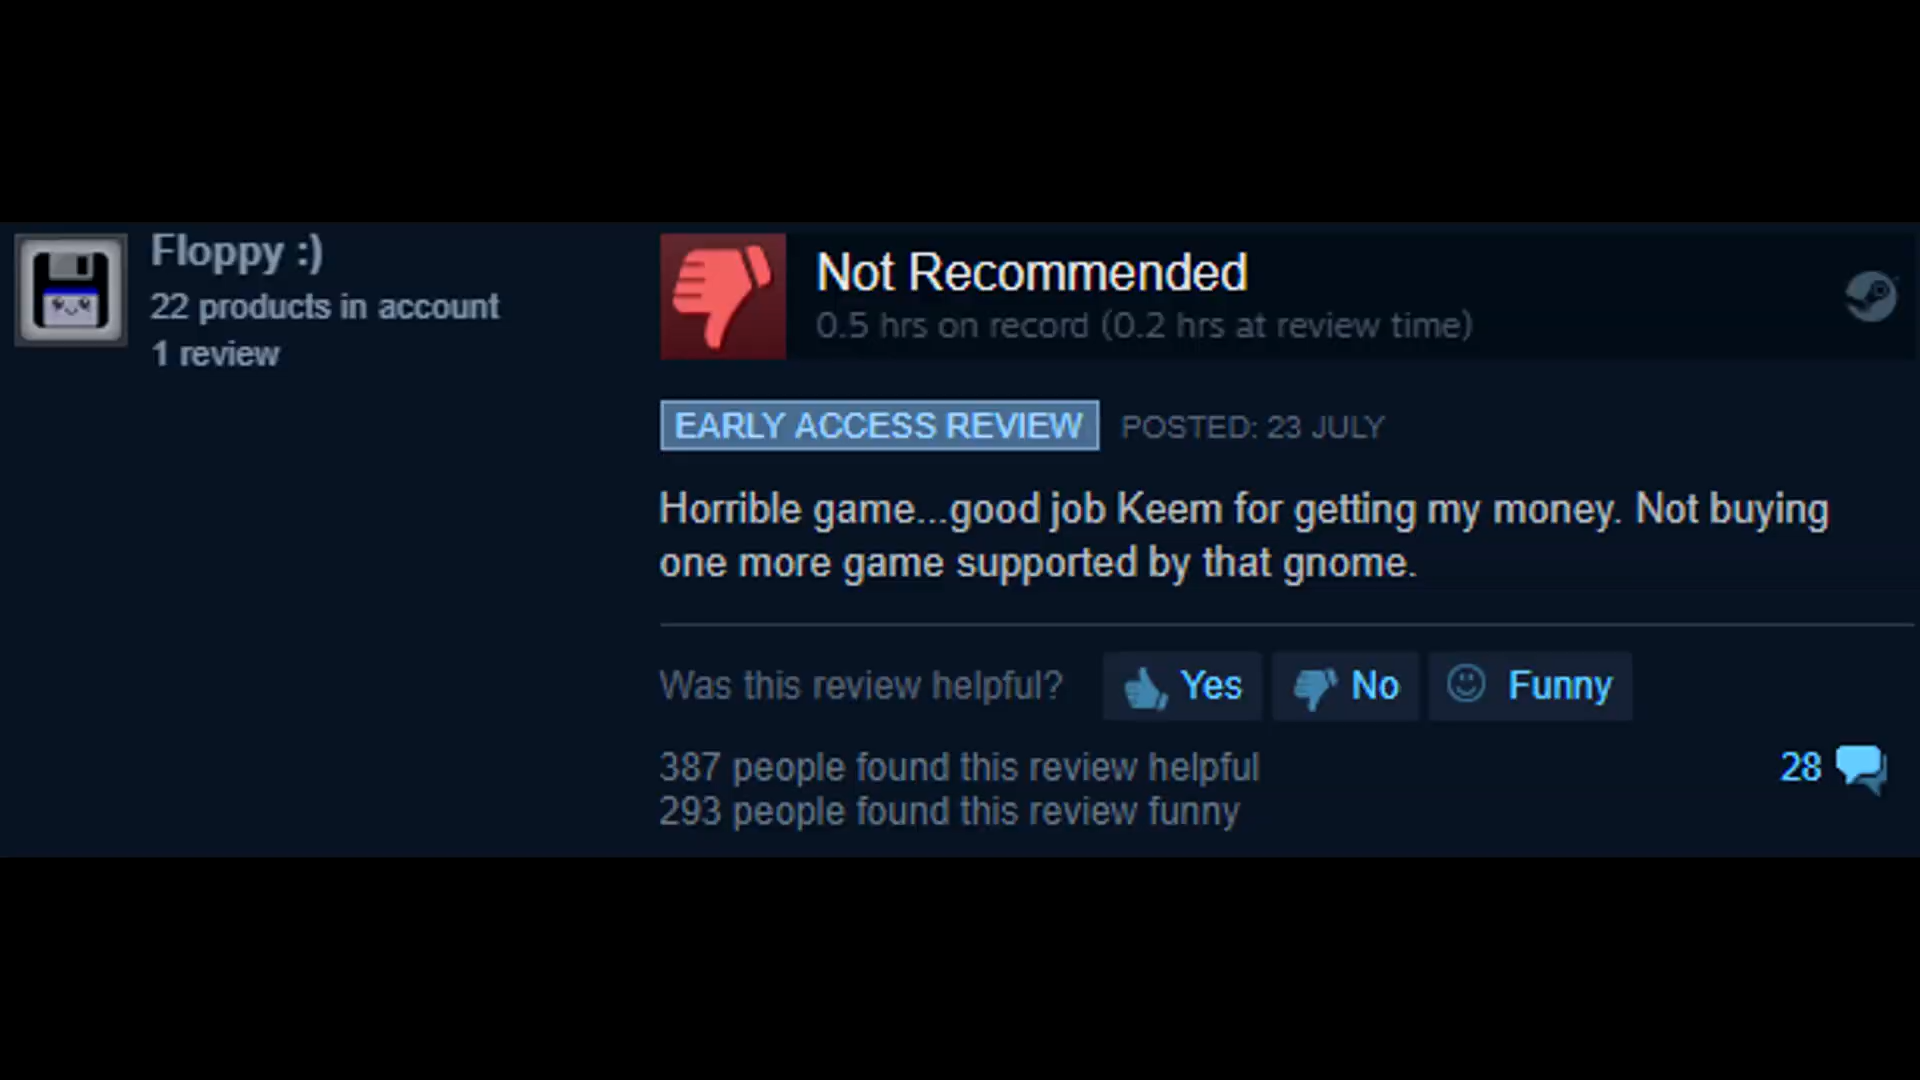 Floppy :)
22 products in account
1 review
Not Recommended
0.5 hrs on record (0.2 hrs at review time)
EARLY ACCESS REVIEW POSTED: 23 JULY
Horrible game...good job Keem for getting my money. Not buying
one more game supported by that gnome.
Was this review helpful? Yes No Funny
387 people found this review helpful
28
293 people found this review funny